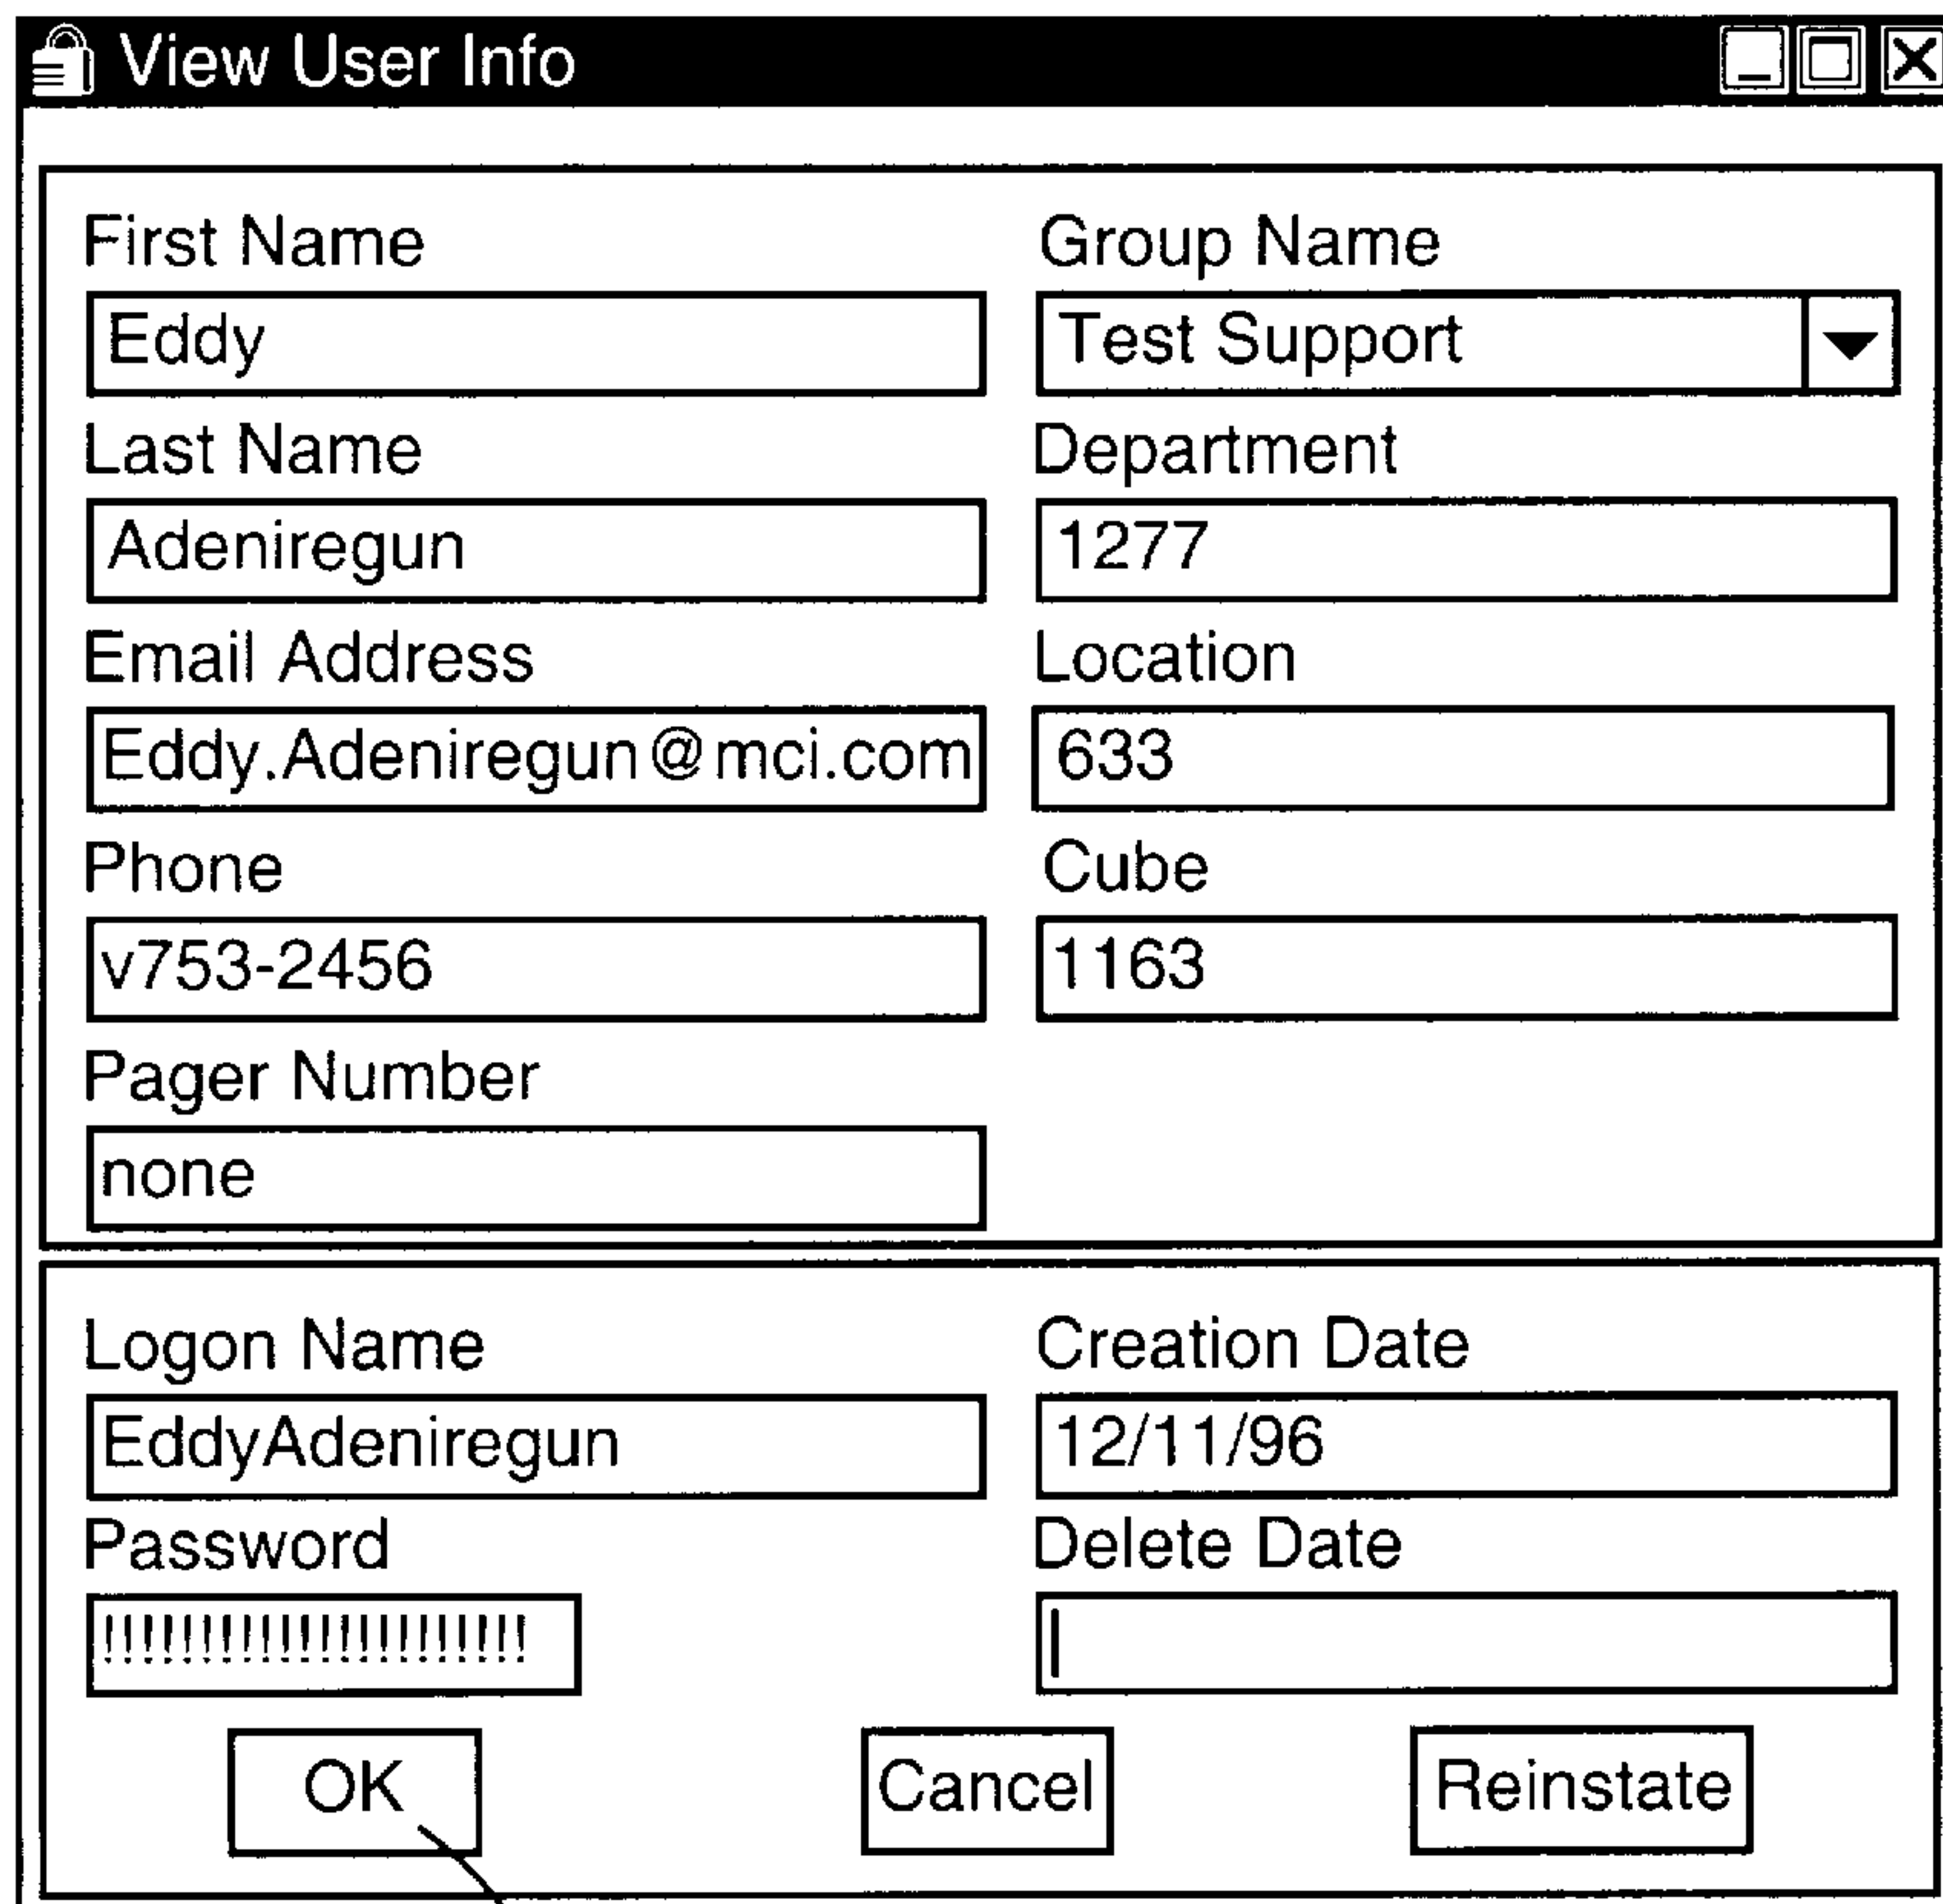 View User Info
First Name Group Name
Eddy Test Support
Last Name Department
Adeniregun 1277
Email Address Location
Eddy.Adeniregun@mci.com 633
Phone Cube
v753-2456 1163
Pager Number
none
Logon Name Creation Date
EddyAdeniregun 12/11/96
Password Delete Date
!!!!!!!!!!!!!!!!!!!!!!
OK Cancel Reinstate